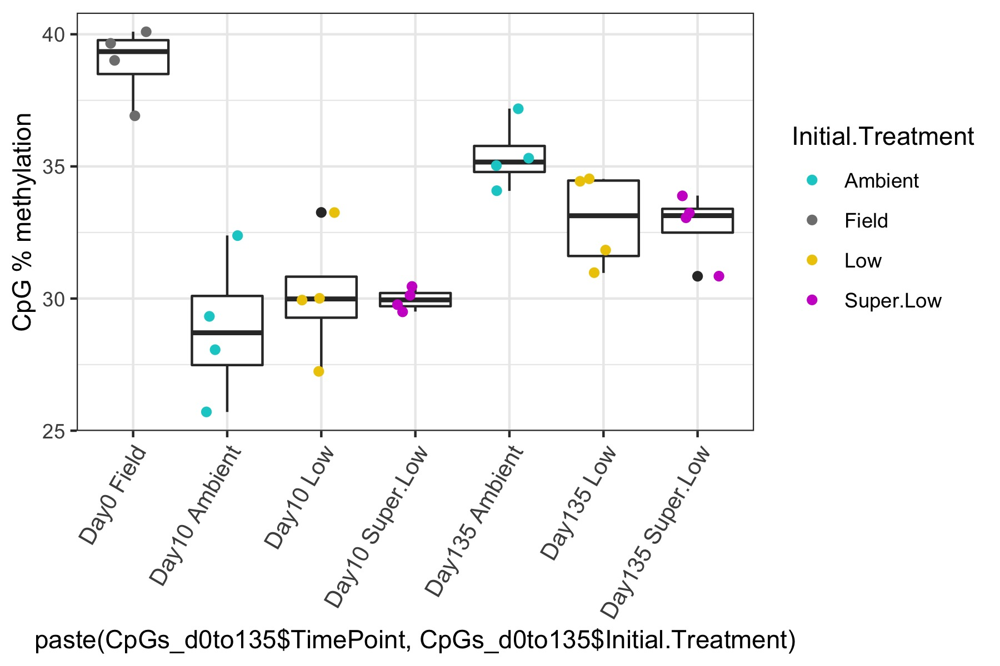 CpG % methylation
40
35
30
25
Day0 Field
Day10 Ambient
Day10 Low
Day10 Super.Low
Day135 Ambient
Day135 Low
Day135 Super.Low
paste(CpGs_d0to135$TimePoint, CpGs_d0to135$Initial.Treatment)
Initial.Treatment
Ambient
Field
Low
Super.Low